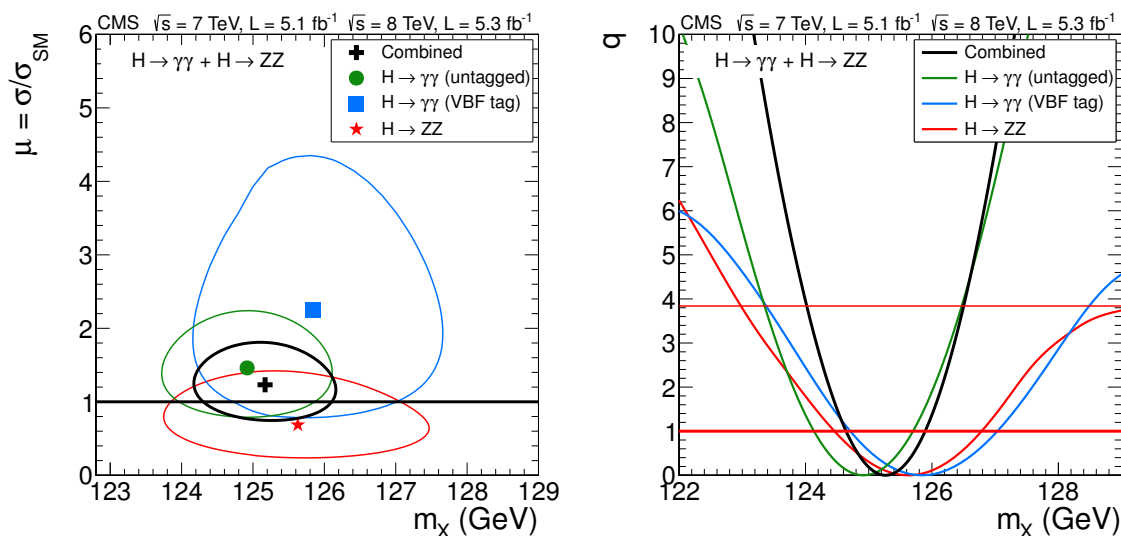 CMS √s = 7 TeV, L = 5.1 fb⁻¹ √s = 8 TeV, L = 5.3 fb⁻¹
μ = σ/σ_SM
H → γγ + H → ZZ
Combined
H → γγ (untagged)
H → γγ (VBF tag)
H → ZZ
6
5
4
3
2
1
0
123 124 125 126 127 128 129
m_X (GeV)
CMS √s = 7 TeV, L = 5.1 fb⁻¹ √s = 8 TeV, L = 5.3 fb⁻¹
q
H → γγ + H → ZZ
Combined
H → γγ (untagged)
H → γγ (VBF tag)
H → ZZ
10
9
8
7
6
5
4
3
2
1
0
122 124 126 128
m_X (GeV)